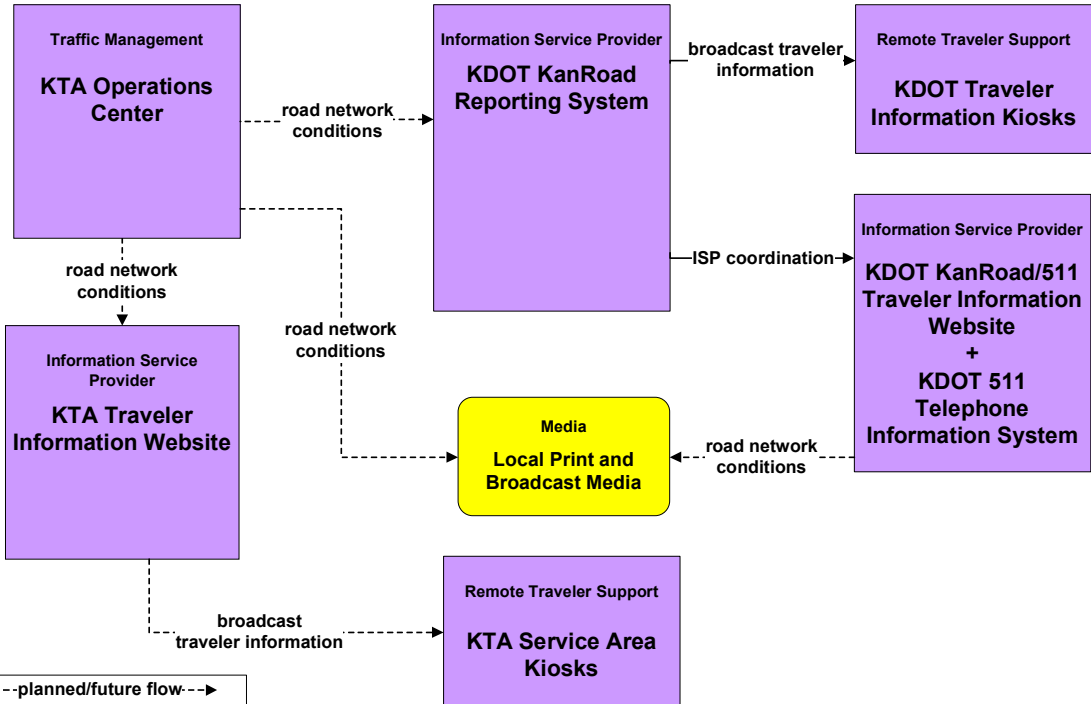 Traffic Management
KTA Operations
Center
road network
conditions
Information Service Provider
KDOT KanRoad
Reporting System
broadcast traveler
information
Remote Traveler Support
KDOT Traveler
Information Kiosks
ISP coordination
Information Service Provider
KDOT KanRoad/511
Traveler Information
Website
+
KDOT 511
Telephone
Information System
road network
conditions
road network
conditions
Information Service
Provider
KTA Traveler
Information Website
Media
Local Print and
Broadcast Media
road network
conditions
broadcast
traveler information
Remote Traveler Support
KTA Service Area
Kiosks
planned/future flow